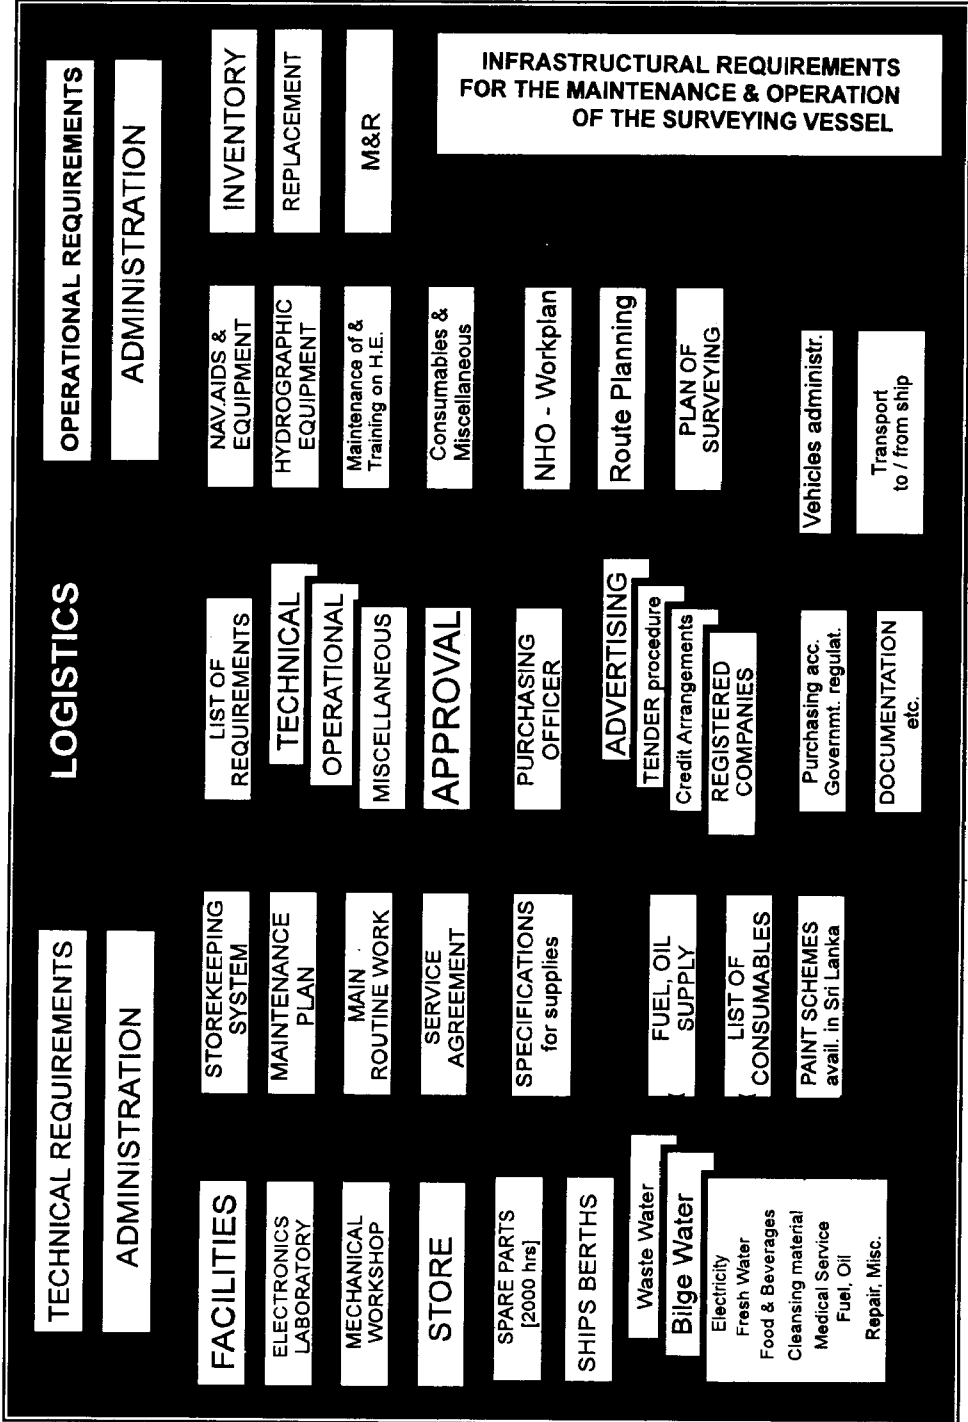 TECHNICAL REQUIREMENTS
ADMINISTRATION
FACILITIES
ELECTRONICS
LABORATORY
MECHANICAL
WORKSHOP
STORE
SPARE PARTS
[2000 hrs]
SHIPS BERTHS
Waste Water
Bilge Water
Electricity
Fresh Water
Food & Beverages
Cleansing material
Medical Service
Fuel, Oil
Repair, Misc.
STOREKEEPING
SYSTEM
MAINTENANCE
PLAN
MAIN
ROUTINE WORK
SERVICE
AGREEMENT
SPECIFICATIONS
for supplies
FUEL, OIL
SUPPLY
LIST OF
CONSUMABLES
PAINT SCHEMES
avail. in Sri Lanka
LOGISTICS
LIST OF
REQUIREMENTS
TECHNICAL
OPERATIONAL
MISCELLANEOUS
APPROVAL
PURCHASING
OFFICER
ADVERTISING
TENDER procedure
Credit Arrangements
REGISTERED
COMPANIES
Purchasing acc.
Governmt. regulat.
DOCUMENTATION
etc.
OPERATIONAL REQUIREMENTS
ADMINISTRATION
NAV.AIDS &
EQUIPMENT
HYDROGRAPHIC
EQUIPMENT
Maintenance of &
Training on H.E.
Consumables &
Miscellaneous
NHO - Workplan
Route Planning
PLAN OF
SURVEYING
Vehicles administr.
Transport
to / from ship
INVENTORY
REPLACEMENT
M&R
INFRASTRUCTURAL REQUIREMENTS
FOR THE MAINTENANCE & OPERATION
OF THE SURVEYING VESSEL